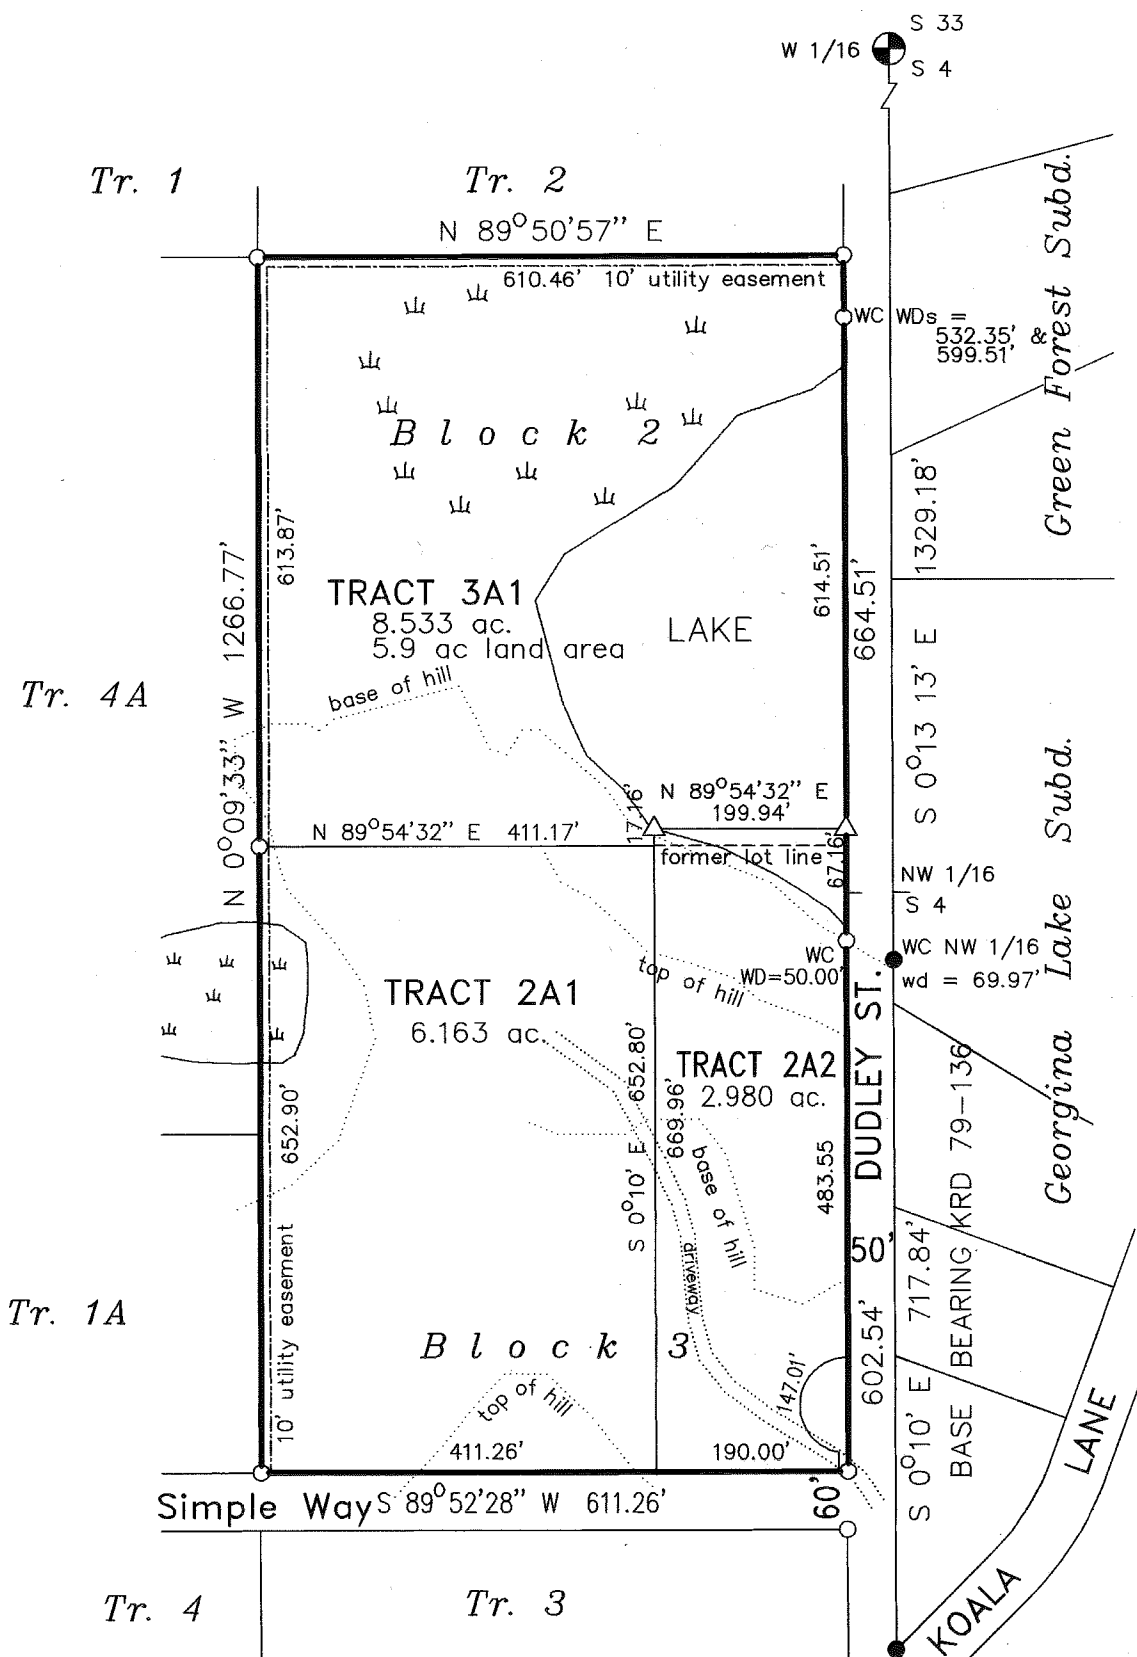 S 33
W 1/16
S 4
Tr. 1
Tr. 2
N 89°50'57" E
610.46' 10' utility easement
WC WDs =
532.35' &
599.51'
Green Forest Subd.
Block 2
613.87'
N 0°09'33" W 1266.77'
TRACT 3A1
8.533 ac.
5.9 ac land area
LAKE
614.51'
664.51'
1329.18'
S 0°13 13' E
base of hill
Tr. 4A
17.16'
N 89°54'32" E
199.94'
N 89°54'32" E 411.17'
former lot line
67.16'
NW 1/16
S 4
WC
WD=50.00'
WC NW 1/16
wd = 69.97'
top of hill
Georgina Lake Subd.
TRACT 2A1
6.163 ac.
TRACT 2A2
2.980 ac.
DUDLEY ST.
652.90'
S 0°10' E 652.80'
669.96'
483.55
base of hill
driveway
50'
602.54'
S 0°10' E 717.84'
BASE BEARING KRD 79-136
Tr. 1A
10' utility easement
Block 3
top of hill
147.01'
411.26'
190.00'
Simple Way
S 89°52'28" W 611.26'
60'
KOALA LANE
Tr. 4
Tr. 3